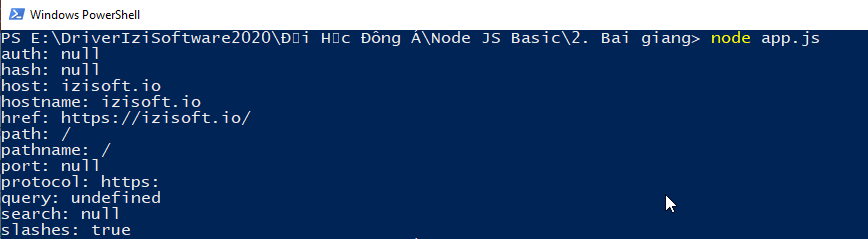 Windows PowerShell
PS E:\DriverIziSoftware2020\Đ�i H�c Đông Á\Node JS Basic\2. Bai giang> node app.js
auth: null
hash: null
host: izisoft.io
hostname: izisoft.io
href: https://izisoft.io/
path: /
pathname: /
port: null
protocol: https:
query: undefined
search: null
slashes: true